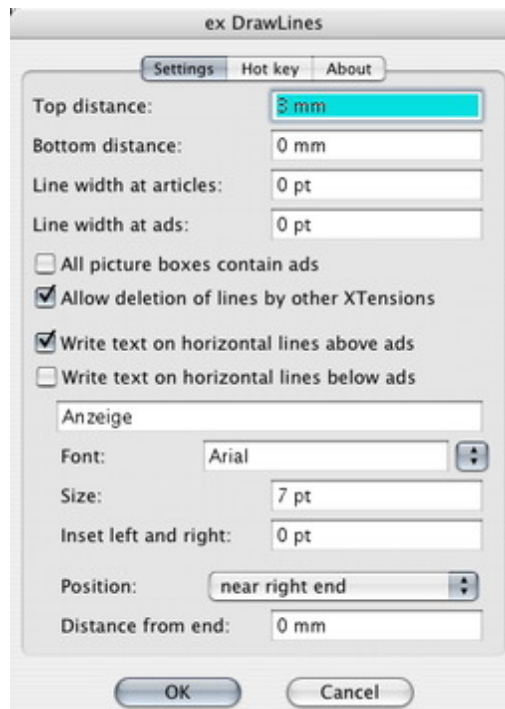 ex DrawLines
Settings Hot key About
Top distance: 3 mm
Bottom distance: 0 mm
Line width at articles: 0 pt
Line width at ads: 0 pt
All picture boxes contain ads
Allow deletion of lines by other XTensions
Write text on horizontal lines above ads
Write text on horizontal lines below ads
Anzeige
Font: Arial
Size: 7 pt
Inset left and right: 0 pt
Position: near right end
Distance from end: 0 mm
OK Cancel